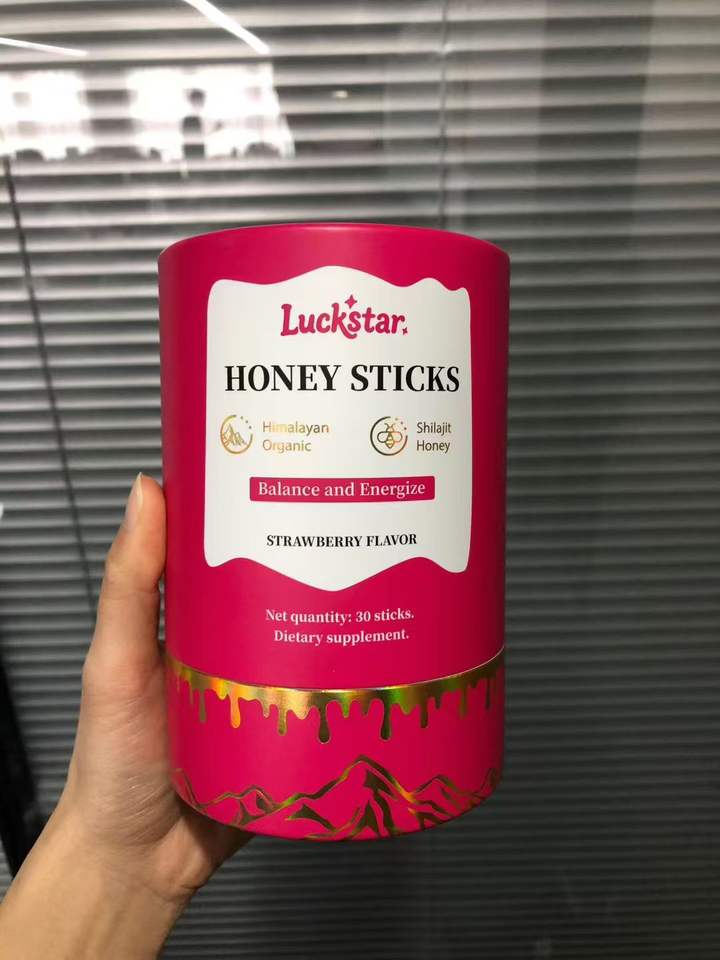 Luckstar
HONEY STICKS
Himalayan
Organic
Shilajit
Honey
Balance and Energize
STRAWBERRY FLAVOR
Net quantity: 30 sticks.
Dietary supplement.